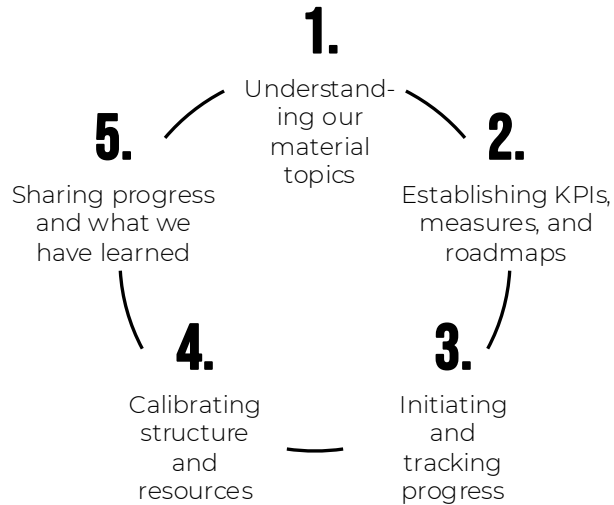 1.
Understand-
ing our
material
topics
2.
Establishing KPIs,
measures, and
roadmaps
3.
Initiating
and
tracking
progress
4.
Calibrating
structure
and
resources
5.
Sharing progress
and what we
have learned